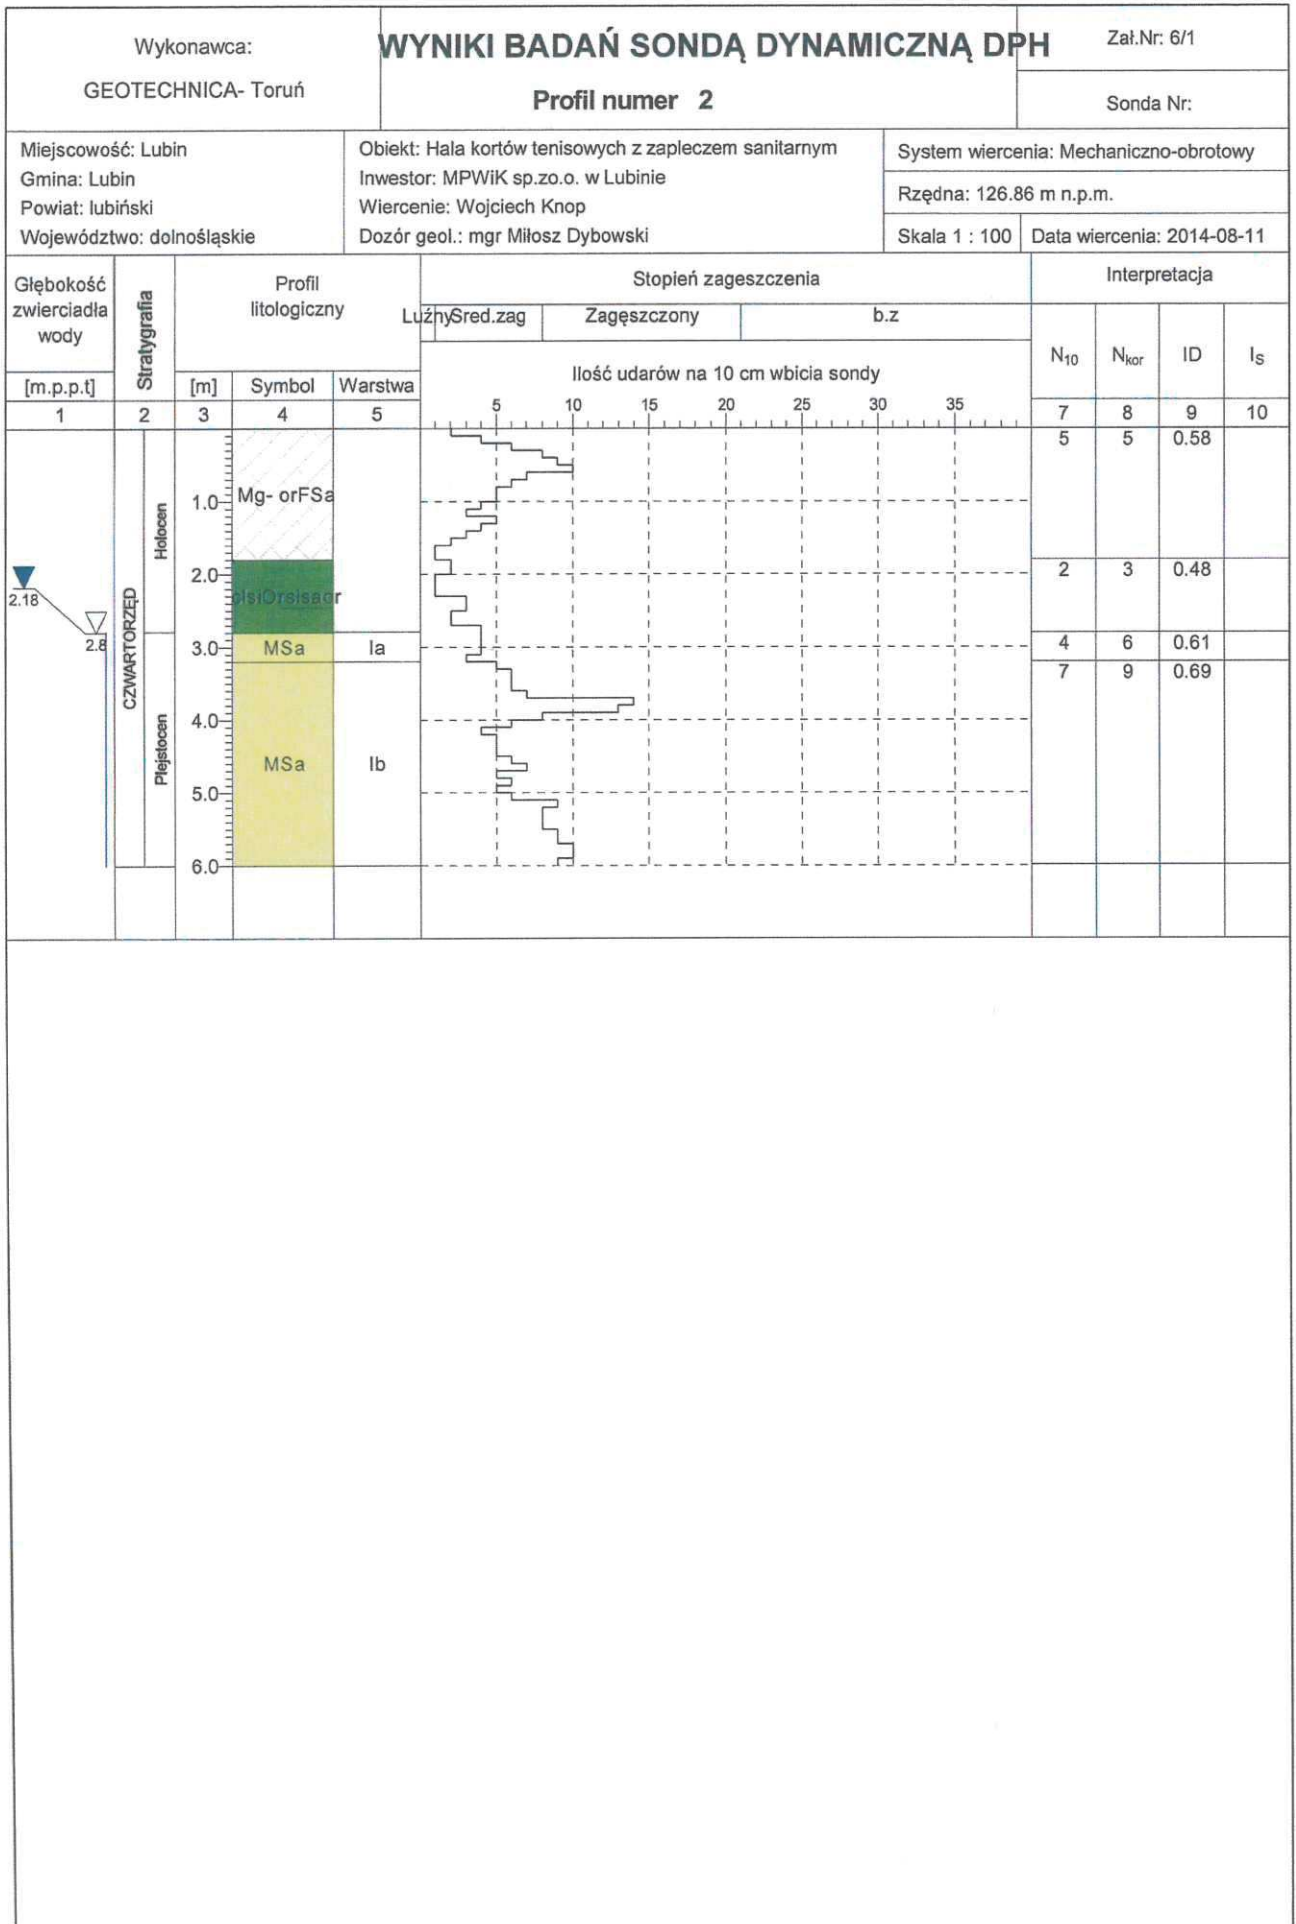 Wykonawca:
GEOTECHNICA- Toruń
WYNIKI BADAŃ SONDĄ DYNAMICZNĄ DPH
Profil numer 2
Zał.Nr: 6/1
Sonda Nr:
Miejscowość: Lubin
Gmina: Lubin
Powiat: lubiński
Województwo: dolnośląskie
Obiekt: Hala kortów tenisowych z zapleczem sanitarnym
Inwestor: MPWiK sp.zo.o. w Lubinie
Wiercenie: Wojciech Knop
Dozór geol.: mgr Miłosz Dybowski
System wiercenia: Mechaniczno-obrotowy
Rzędna: 126.86 m n.p.m.
Skala 1 : 100
Data wiercenia: 2014-08-11
Głębokość
zwierciadła
wody
[m.p.p.t]
Stratygrafia
Profil
litologiczny
[m] Symbol Warstwa
Stopień zageszczenia
Luźny Sred.zag Zagęszczony b.z
Ilość udarów na 10 cm wbicia sondy
5 10 15 20 25 30 35
Interpretacja
N10 Nkor ID IS
1 2 3 4 5 7 8 9 10
CZWARTORZĘD
Holocen
Plejstocen
Mg- orFSa
5 5 0.58
1.0
2.0
2.18
2 3 0.48
2.8
3.0 MSa Ia
4 6 0.61
7 9 0.69
4.0
MSa Ib
5.0
6.0